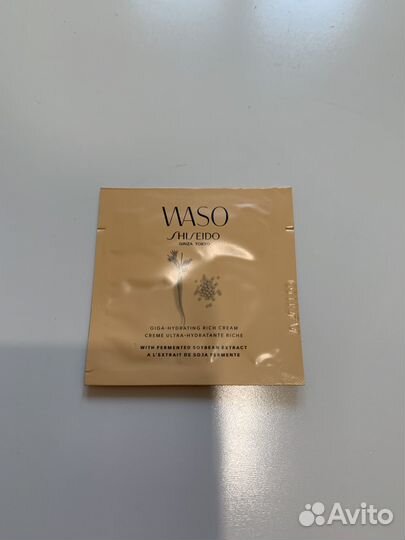 WASO
SHISEIDO
GINZA TOKYO
GIGA-HYDRATING RICH CREAM
CREME ULTRA-HYDRATANTE RICHE
WITH FERMENTED SOYBEAN EXTRACT
A L'EXTRAIT DE SOJA FERMENTE
Avito